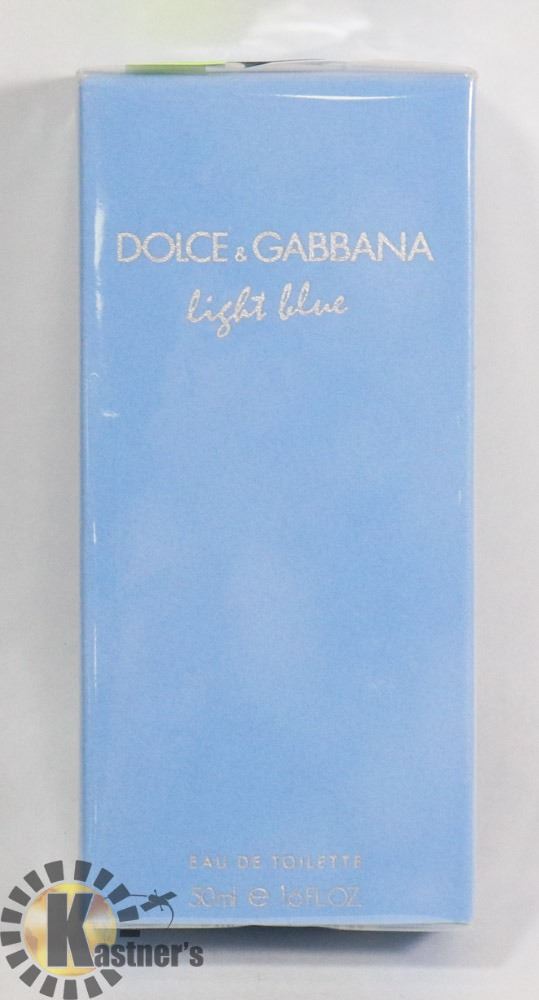 DOLCE & GABBANA
light blue
EAU DE TOILETTE
50ml e 1.6FL.OZ.
Kastner's